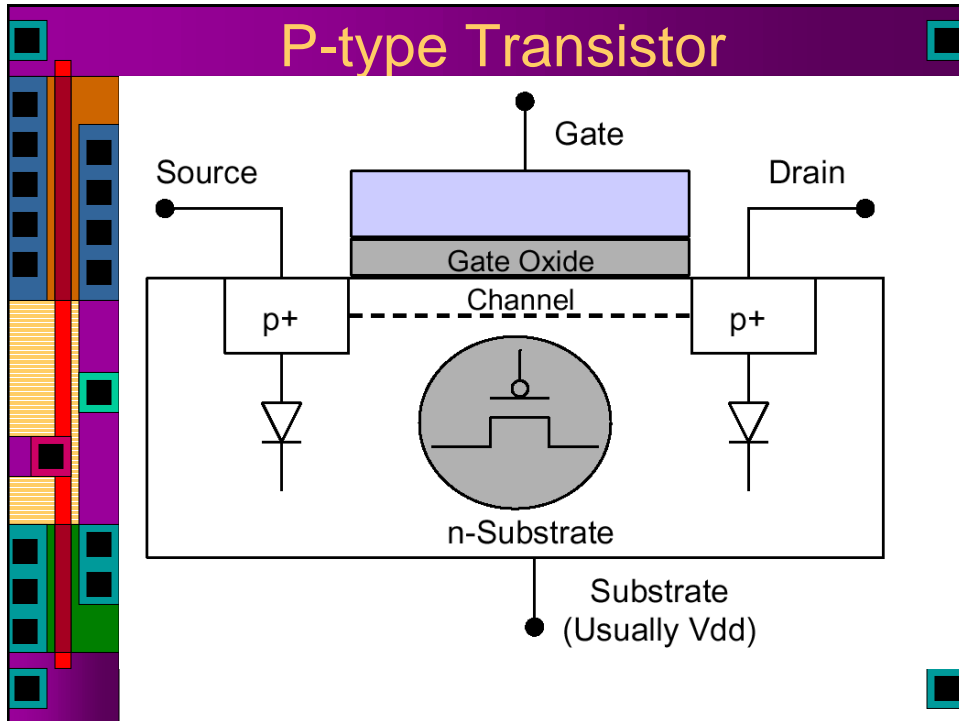 P-type Transistor
Gate
Source
Drain
Gate Oxide
Channel
p+
p+
n-Substrate
Substrate
(Usually Vdd)